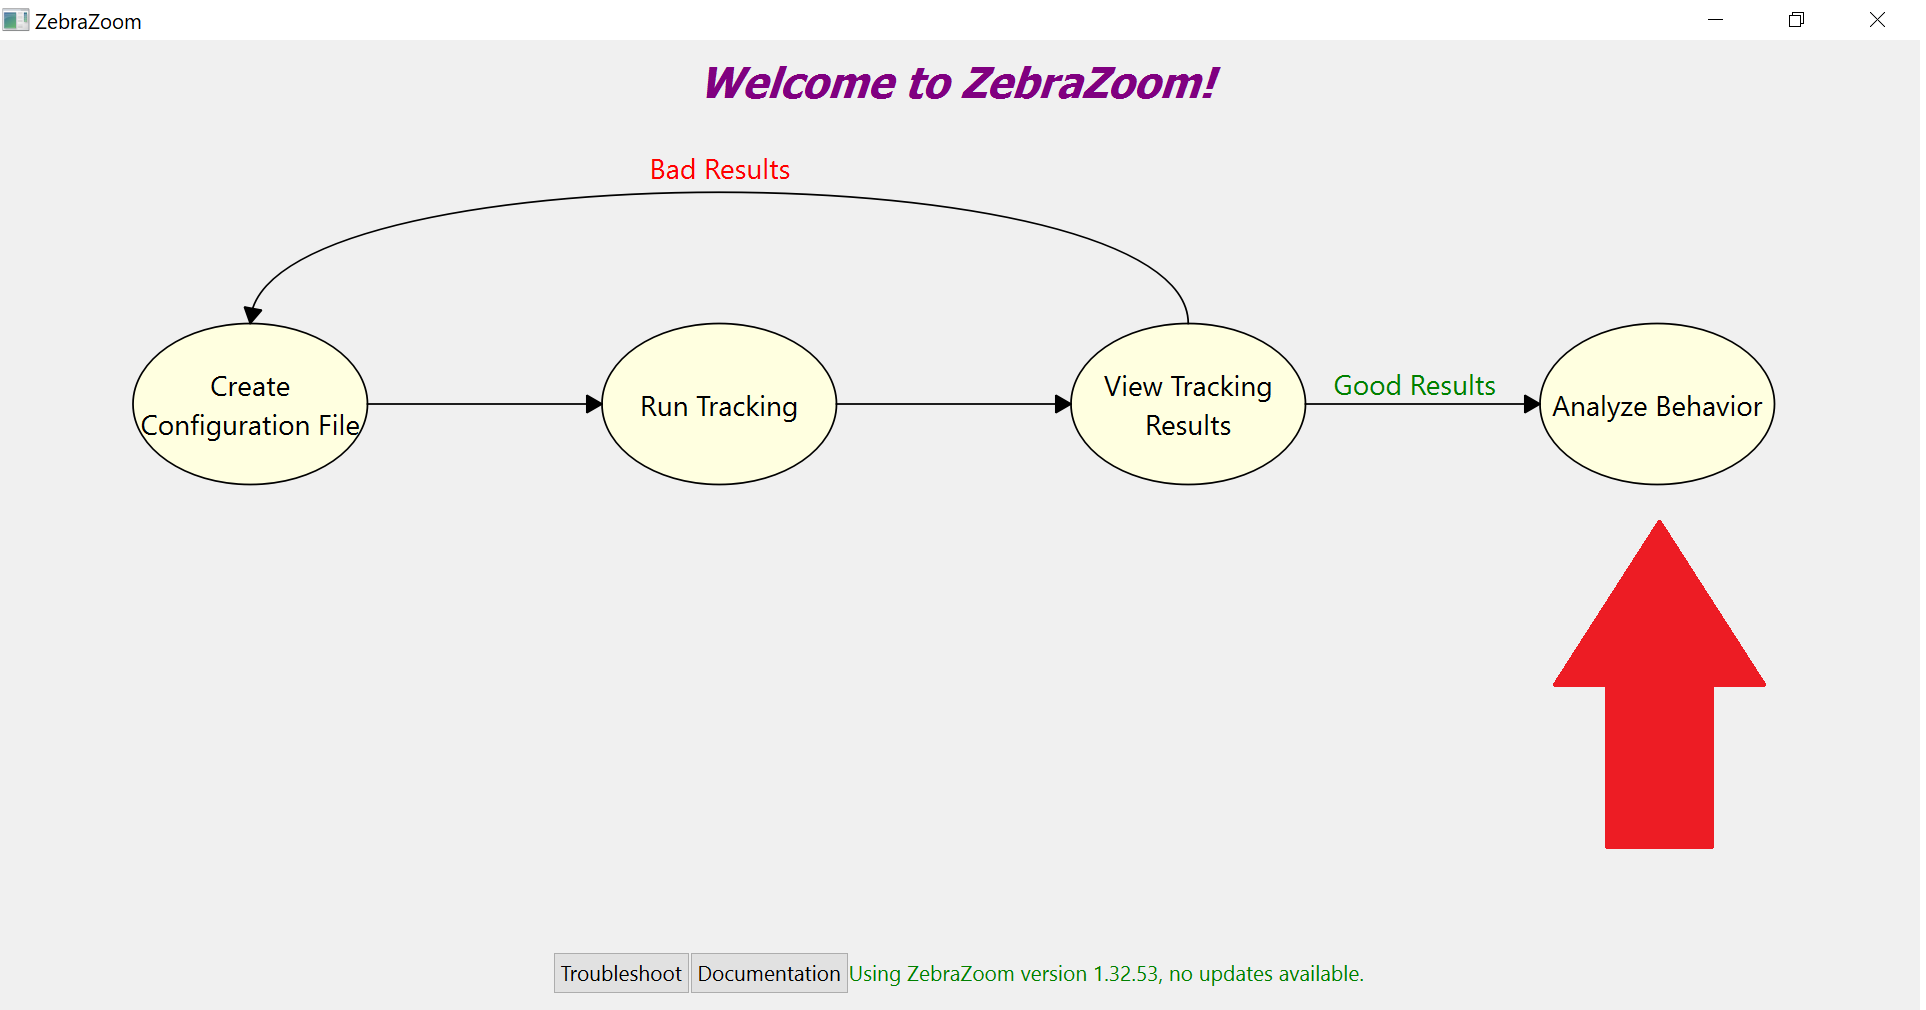 ZebraZoom
Welcome to ZebraZoom!
Bad Results
Create
Configuration File
Run Tracking
View Tracking
Results
Good Results
Analyze Behavior
Troubleshoot
Documentation
Using ZebraZoom version 1.32.53, no updates available.